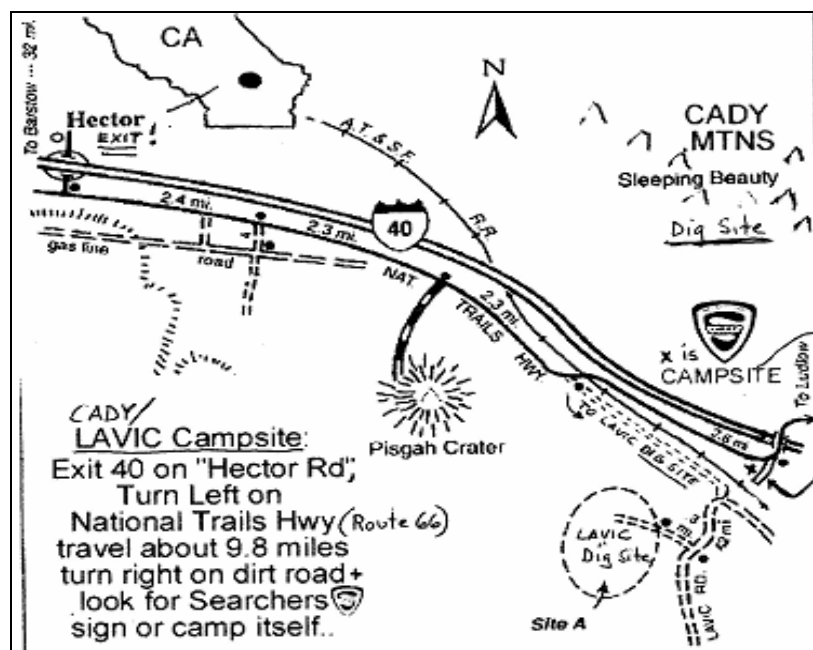 CA
To Barstow --- 32 mi.
Hector
EXIT!
A.T. & S.F.
R.R.
N
CADY
MTNS
Sleeping Beauty
Dig Site
2.4 mi.
2.3 mi.
40
gas line
road
NAT. TRAILS HWY.
2.3 mi.
x is
CAMPSITE
To Ludlow
2.6 mi
TO LAVIC DIG SITE
Pisgah Crater
CADY/
LAVIC Campsite:
Exit 40 on "Hector Rd",
Turn Left on
National Trails Hwy (Route 66)
travel about 9.8 miles
turn right on dirt road +
look for Searchers
sign or camp itself..
LAVIC
Dig Site
Site A
LAVIC RD.